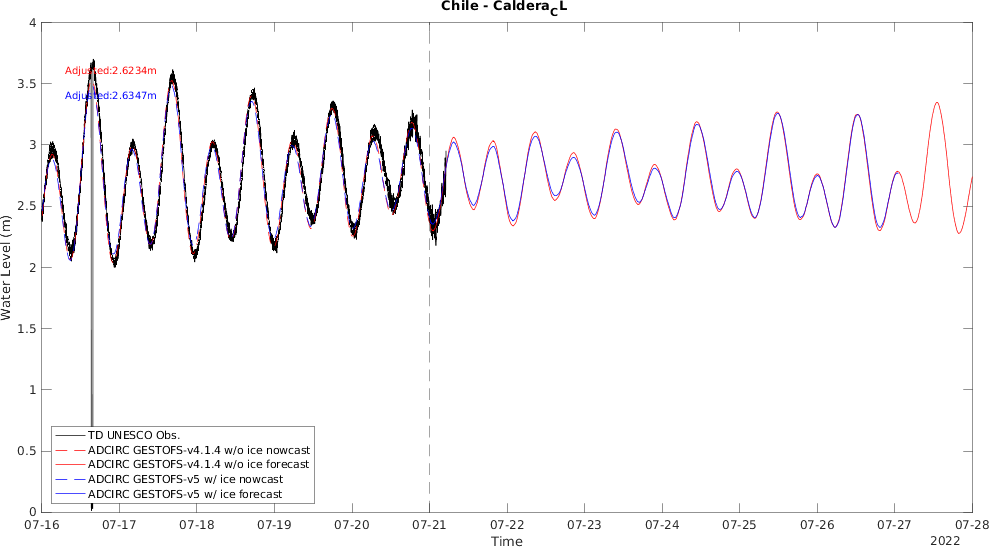 Chile - Caldera_CL
4
3.5
3
2.5
2
1.5
1
0.5
0
Water Level (m)
Adjusted:2.6234m
Adjusted:2.6347m
TD UNESCO Obs.
ADCIRC GESTOFS-v4.1.4 w/o ice nowcast
ADCIRC GESTOFS-v4.1.4 w/o ice forecast
ADCIRC GESTOFS-v5 w/ ice nowcast
ADCIRC GESTOFS-v5 w/ ice forecast
07-16 07-17 07-18 07-19 07-20 07-21 07-22 07-23 07-24 07-25 07-26 07-27 07-28
Time
2022